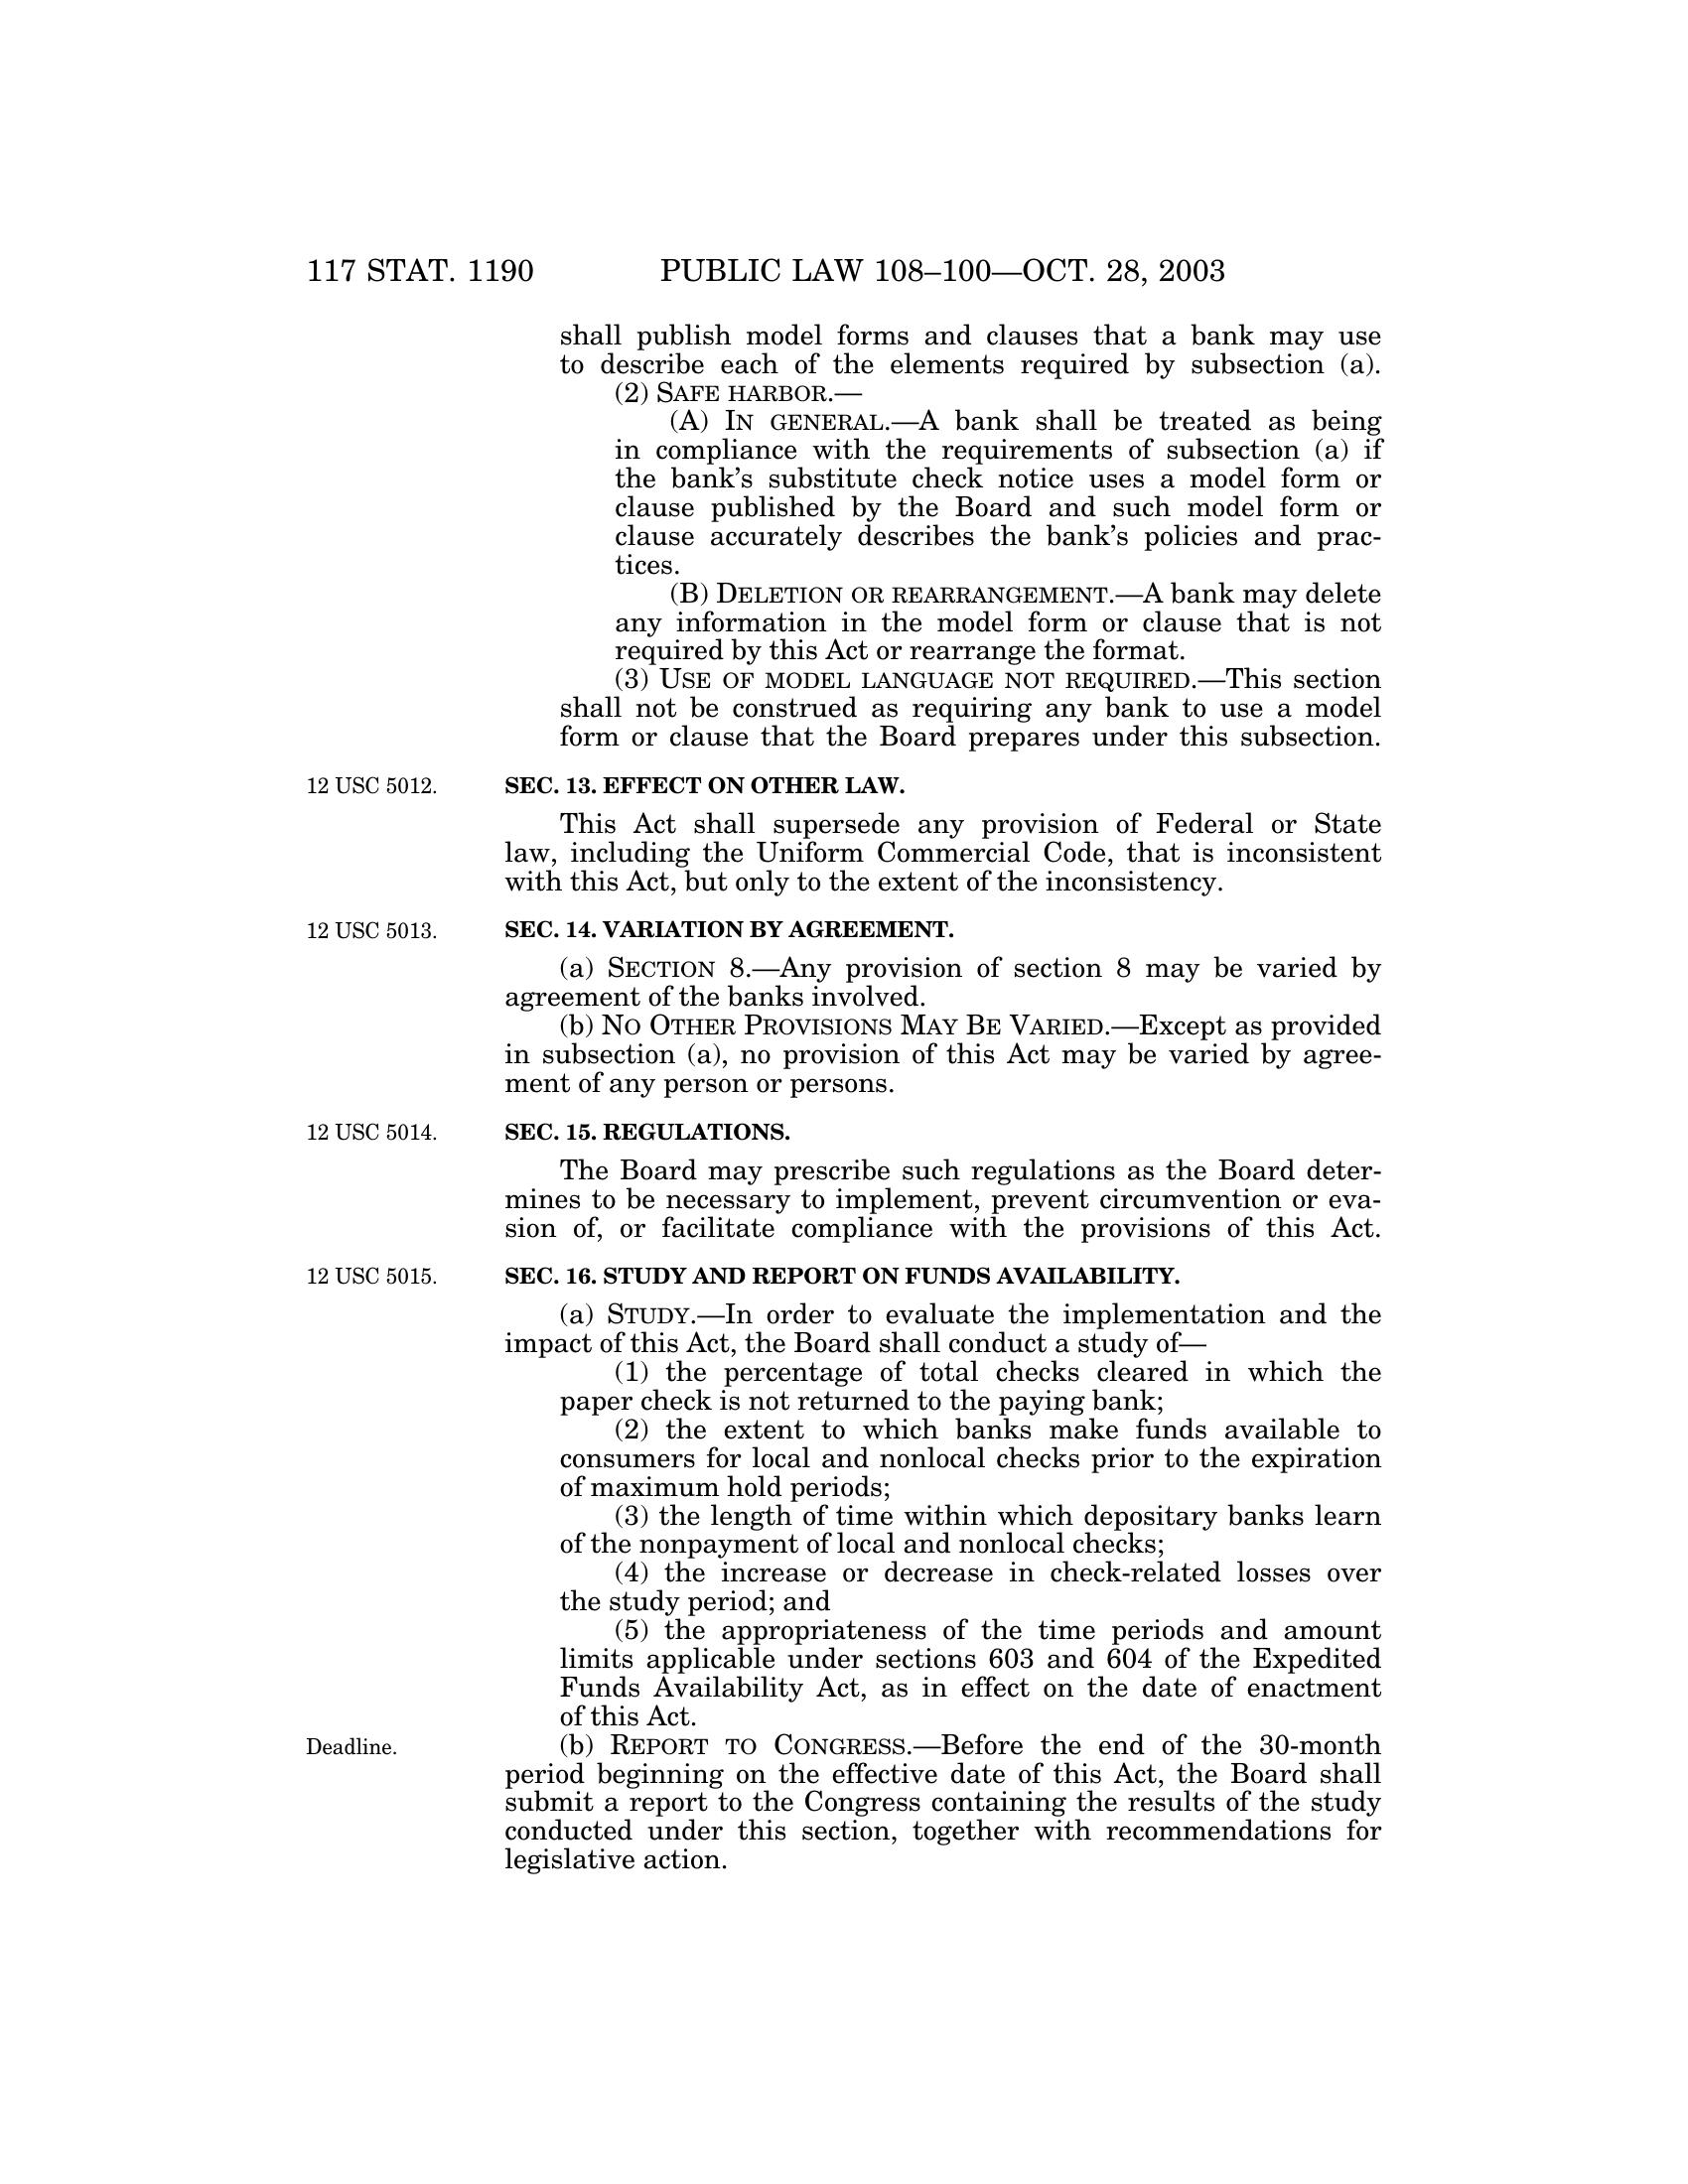 117 STAT. 1190 PUBLIC LAW 108–100—OCT. 28, 2003
shall publish model forms and clauses that a bank may use
to describe each of the elements required by subsection (a).
(2) SAFE HARBOR.—
(A) IN GENERAL.—A bank shall be treated as being
in compliance with the requirements of subsection (a) if
the bank’s substitute check notice uses a model form or
clause published by the Board and such model form or
clause accurately describes the bank’s policies and prac-
tices.
(B) DELETION OR REARRANGEMENT.—A bank may delete
any information in the model form or clause that is not
required by this Act or rearrange the format.
(3) USE OF MODEL LANGUAGE NOT REQUIRED.—This section
shall not be construed as requiring any bank to use a model
form or clause that the Board prepares under this subsection.
12 USC 5012. SEC. 13. EFFECT ON OTHER LAW.
This Act shall supersede any provision of Federal or State
law, including the Uniform Commercial Code, that is inconsistent
with this Act, but only to the extent of the inconsistency.
12 USC 5013. SEC. 14. VARIATION BY AGREEMENT.
(a) SECTION 8.—Any provision of section 8 may be varied by
agreement of the banks involved.
(b) NO OTHER PROVISIONS MAY BE VARIED.—Except as provided
in subsection (a), no provision of this Act may be varied by agree-
ment of any person or persons.
12 USC 5014. SEC. 15. REGULATIONS.
The Board may prescribe such regulations as the Board deter-
mines to be necessary to implement, prevent circumvention or eva-
sion of, or facilitate compliance with the provisions of this Act.
12 USC 5015. SEC. 16. STUDY AND REPORT ON FUNDS AVAILABILITY.
(a) STUDY.—In order to evaluate the implementation and the
impact of this Act, the Board shall conduct a study of—
(1) the percentage of total checks cleared in which the
paper check is not returned to the paying bank;
(2) the extent to which banks make funds available to
consumers for local and nonlocal checks prior to the expiration
of maximum hold periods;
(3) the length of time within which depositary banks learn
of the nonpayment of local and nonlocal checks;
(4) the increase or decrease in check-related losses over
the study period; and
(5) the appropriateness of the time periods and amount
limits applicable under sections 603 and 604 of the Expedited
Funds Availability Act, as in effect on the date of enactment
of this Act.
Deadline. (b) REPORT TO CONGRESS.—Before the end of the 30-month
period beginning on the effective date of this Act, the Board shall
submit a report to the Congress containing the results of the study
conducted under this section, together with recommendations for
legislative action.